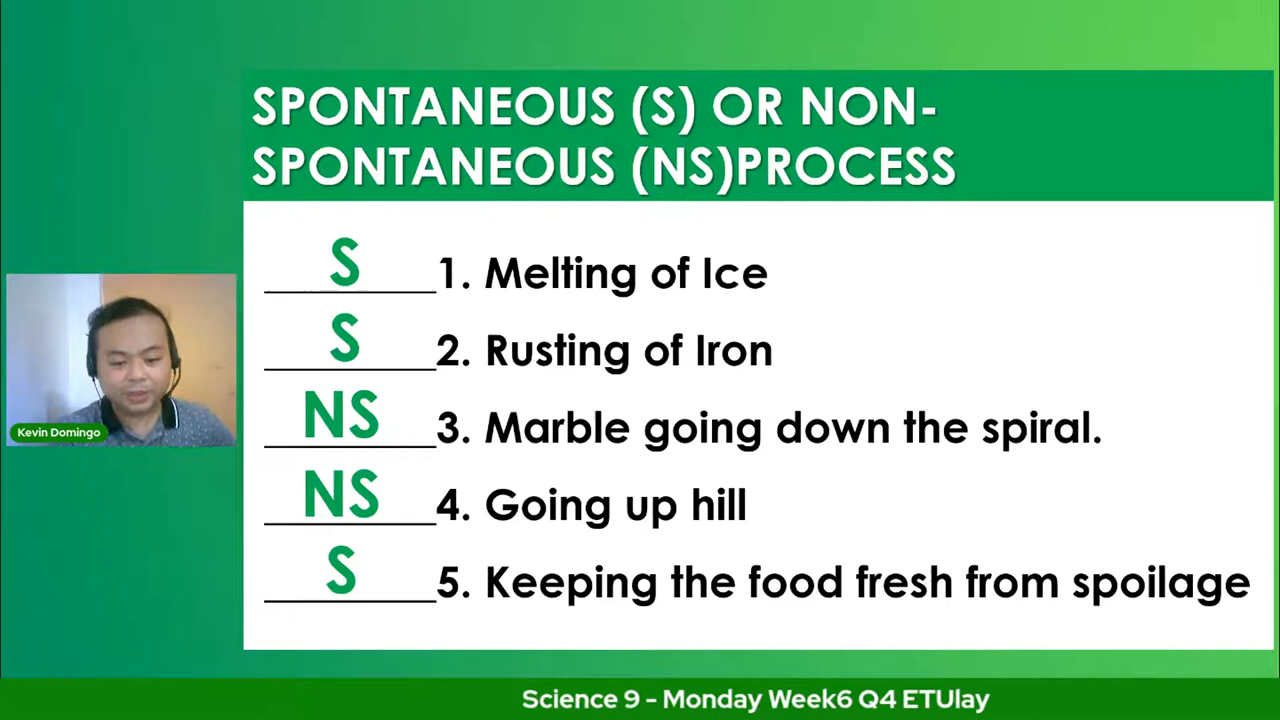 SPONTANEOUS (S) OR NON-
SPONTANEOUS (NS)PROCESS
S 1. Melting of Ice
S 2. Rusting of Iron
NS 3. Marble going down the spiral.
NS 4. Going up hill
S 5. Keeping the food fresh from spoilage
Kevin Domingo
Science 9 - Monday Week6 Q4 ETUlay